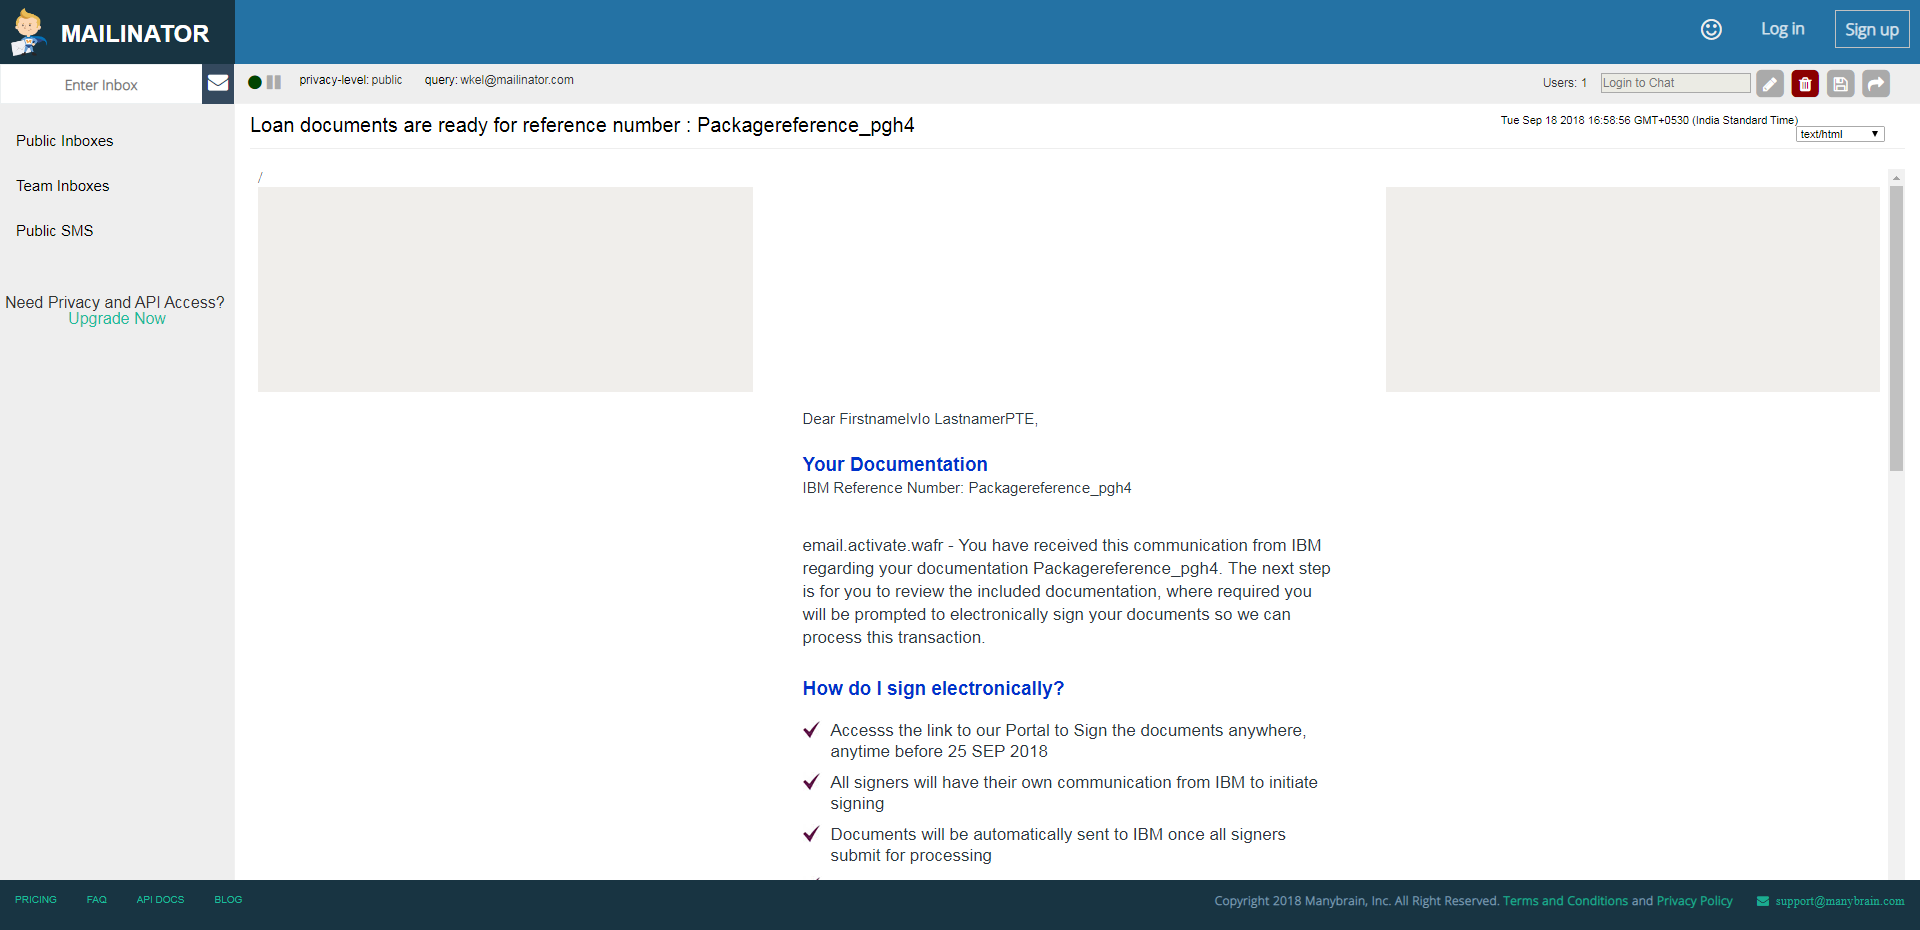 MAILINATOR
Log in
Sign up
Enter Inbox
privacy-level: public
query: wkel@mailinator.com
Users: 1
Login to Chat
Loan documents are ready for reference number : Packagereference_pgh4
Tue Sep 18 2018 16:58:56 GMT+0530 (India Standard Time)
text/html
Public Inboxes
Team Inboxes
Public SMS
Need Privacy and API Access?
Upgrade Now
/
Dear FirstnameIvIo LastnamerPTE,
Your Documentation
IBM Reference Number: Packagereference_pgh4
email.activate.wafr - You have received this communication from IBM
regarding your documentation Packagereference_pgh4. The next step
is for you to review the included documentation, where required you
will be prompted to electronically sign your documents so we can
process this transaction.
How do I sign electronically?
Accesss the link to our Portal to Sign the documents anywhere,
anytime before 25 SEP 2018
All signers will have their own communication from IBM to initiate
signing
Documents will be automatically sent to IBM once all signers
submit for processing
PRICING
FAQ
API DOCS
BLOG
Copyright 2018 Manybrain, Inc. All Right Reserved. Terms and Conditions and Privacy Policy
support@manybrain.com